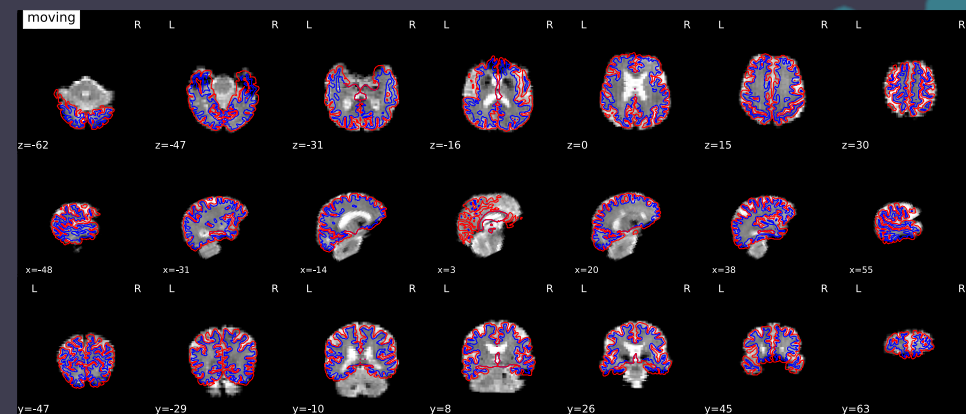 moving
R L R L R L R L R L R L R
z=-62 z=-47 z=-31 z=-16 z=0 z=15 z=30
x=-48 x=-31 x=-14 x=3 x=20 x=38 x=55
L R L R L R L R L R L R L R
y=-47 y=-29 y=-10 y=8 y=26 y=45 y=63